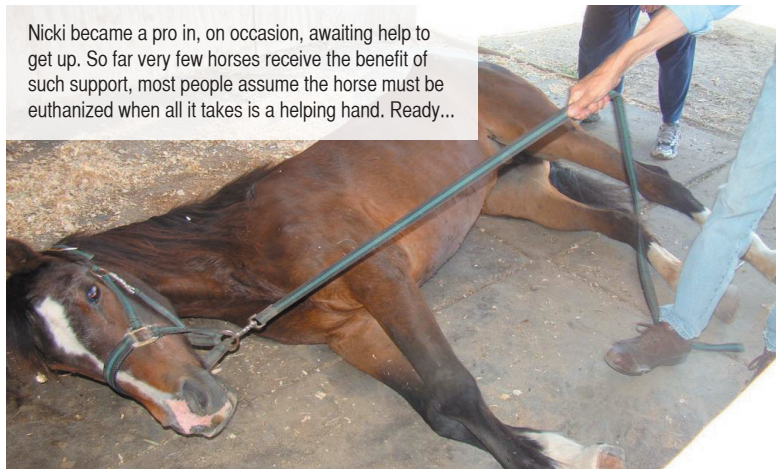 Nicki became a pro in, on occasion, awaiting help to
get up. So far very few horses receive the benefit of
such support, most people assume the horse must be
euthanized when all it takes is a helping hand. Ready...